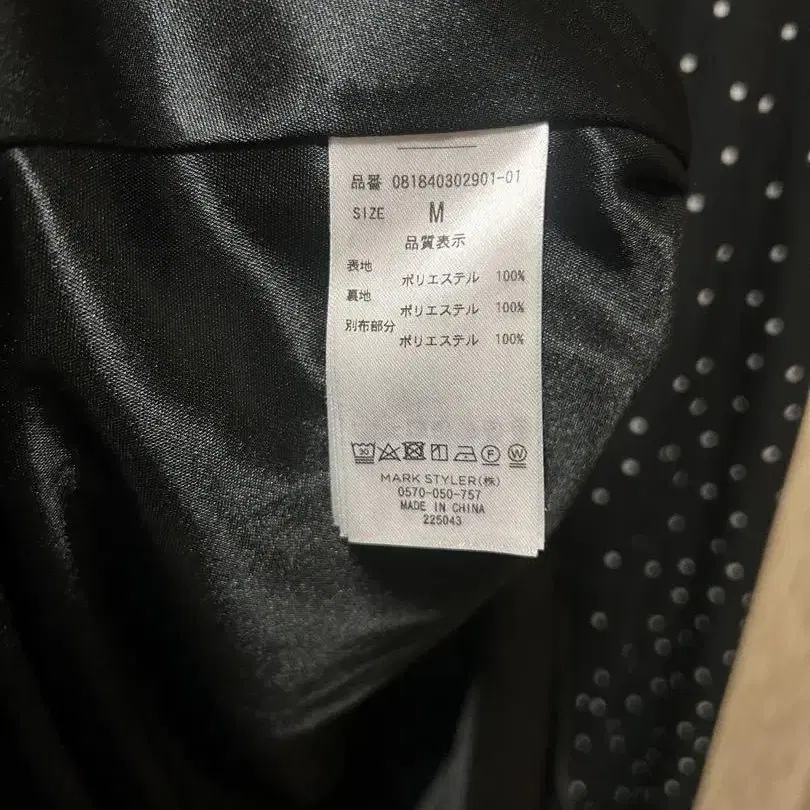 品番 081840302901-01
SIZE M
品質表示
表地
ポリエステル 100%
裏地
ポリエステル 100%
別布部分
ポリエステル 100%
30 F W
MARK STYLER(株)
0570-050-757
MADE IN CHINA
225043